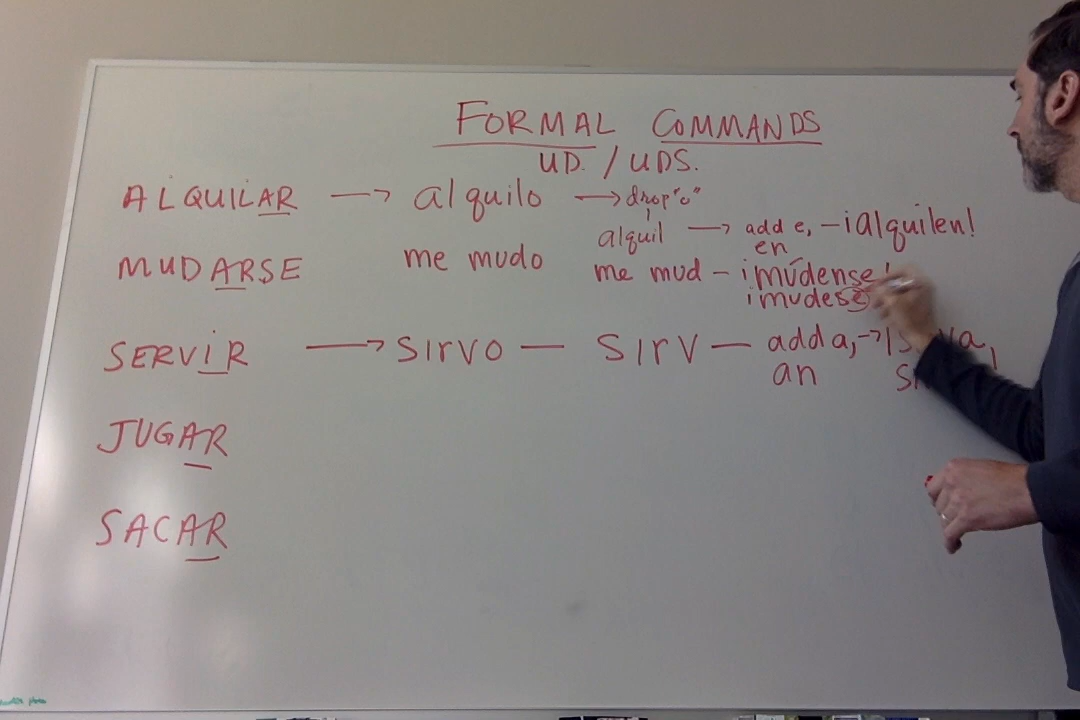 FORMAL COMMANDS
UD. / UDS.
ALQUILAR → alquilo → drop "o"
alquil → add e, – ¡alquilen!
en
MUDARSE me mudo me mud – ¡múdense!
¡mudese
SERVIR → sirvo – SIRV – add a, →
an
JUGAR
SACAR